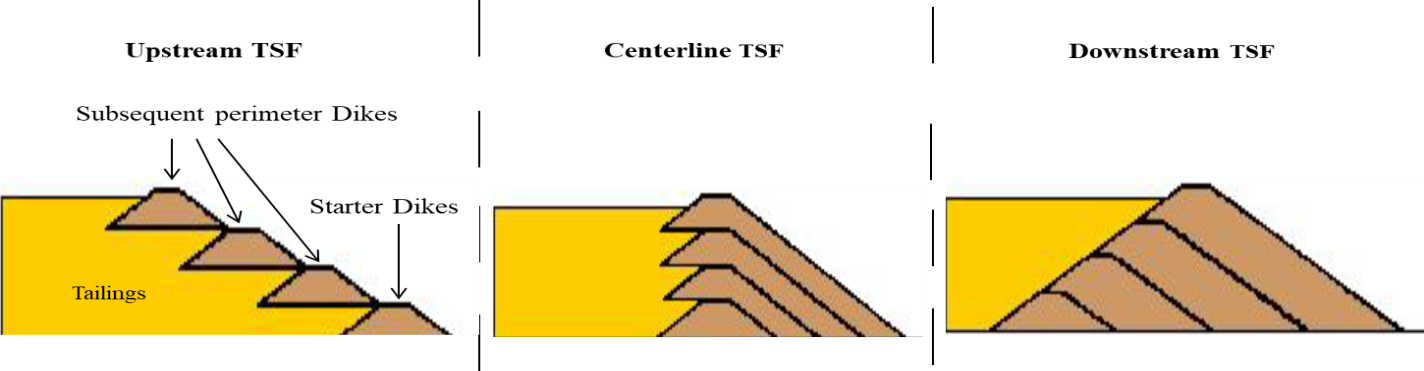 Upstream TSF
Centerline TSF
Downstream TSF
Subsequent perimeter Dikes
Starter Dikes
Tailings